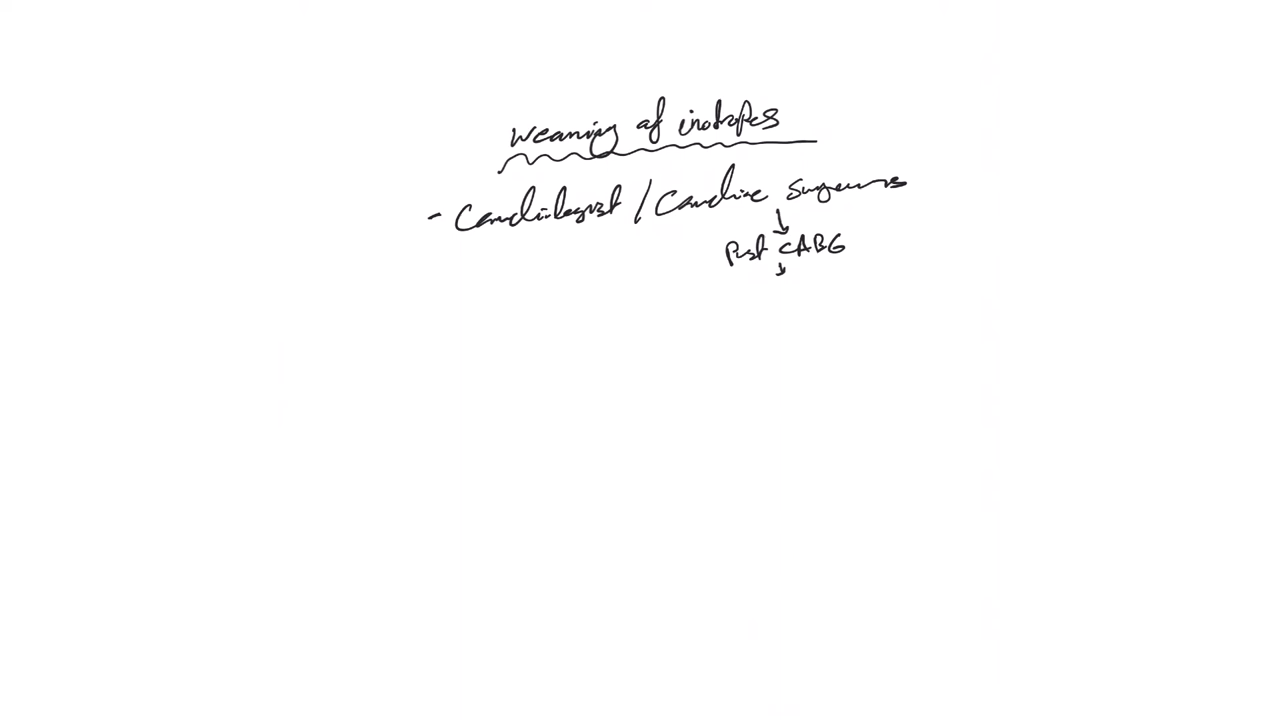 Weaning of inotropes
- Cardiologist / Cardiac surgeons
↓
Post CABG
↓